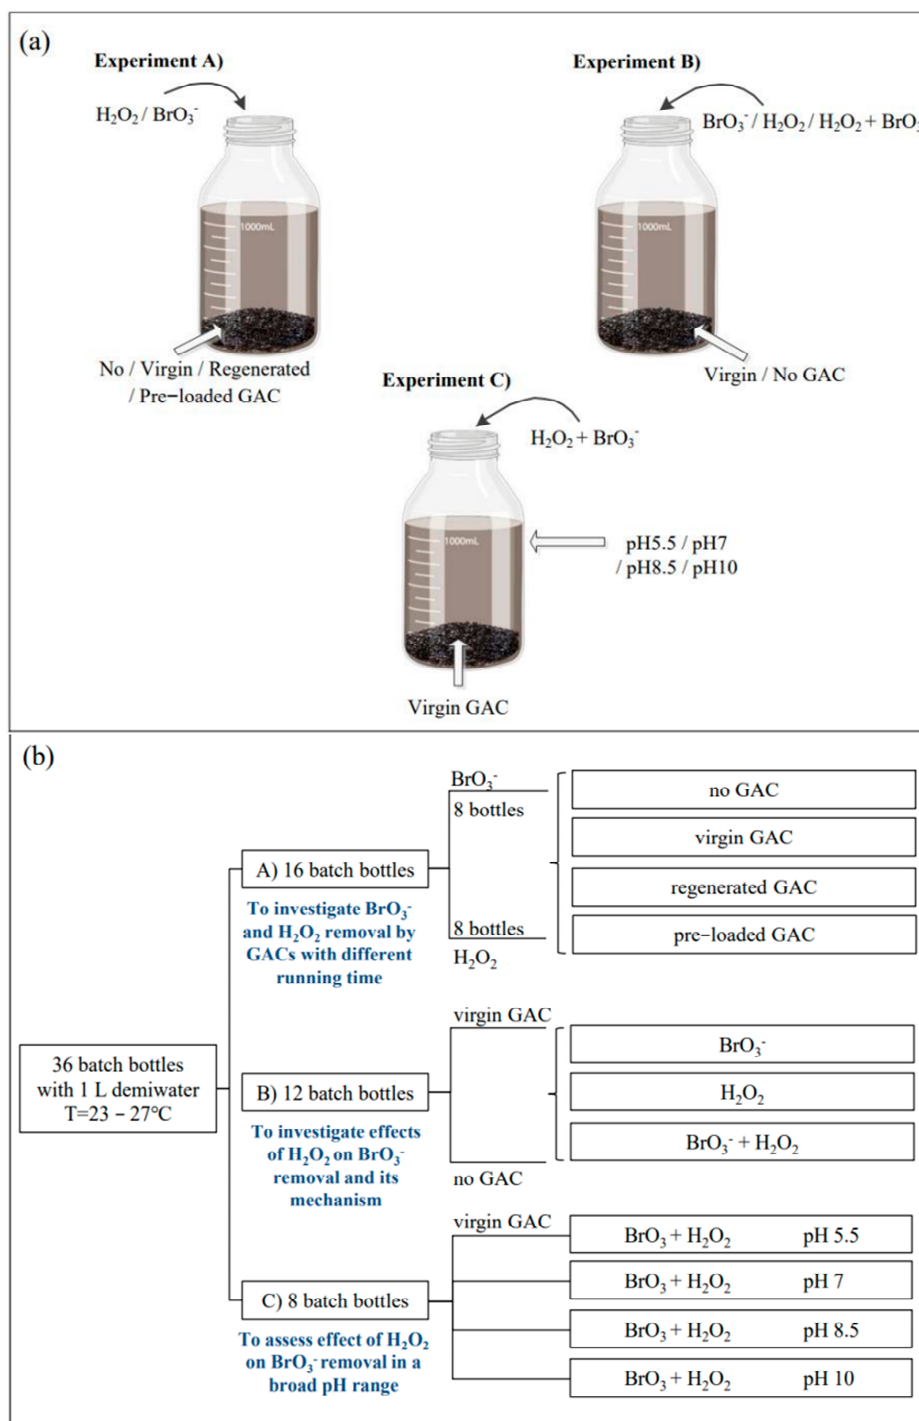 (a)
Experiment A)
H₂O₂ / BrO₃⁻
1000mL
No / Virgin / Regenerated
/ Pre−loaded GAC
Experiment B)
BrO₃⁻/ H₂O₂ / H₂O₂ + BrO₃
1000mL
Virgin / No GAC
Experiment C)
H₂O₂ + BrO₃⁻
1000mL
pH5.5 / pH7
/ pH8.5 / pH10
Virgin GAC
(b)
36 batch bottles
with 1 L demiwater
T=23 − 27℃
A) 16 batch bottles
To investigate BrO₃⁻
and H₂O₂ removal by
GACs with different
running time
BrO₃⁻
8 bottles
8 bottles
H₂O₂
no GAC
virgin GAC
regenerated GAC
pre−loaded GAC
B) 12 batch bottles
To investigate effects
of H₂O₂ on BrO₃⁻
removal and its
mechanism
virgin GAC
no GAC
BrO₃⁻
H₂O₂
BrO₃⁻ + H₂O₂
C) 8 batch bottles
To assess effect of H₂O₂
on BrO₃⁻ removal in a
broad pH range
virgin GAC
BrO₃ + H₂O₂ pH 5.5
BrO₃ + H₂O₂ pH 7
BrO₃ + H₂O₂ pH 8.5
BrO₃ + H₂O₂ pH 10